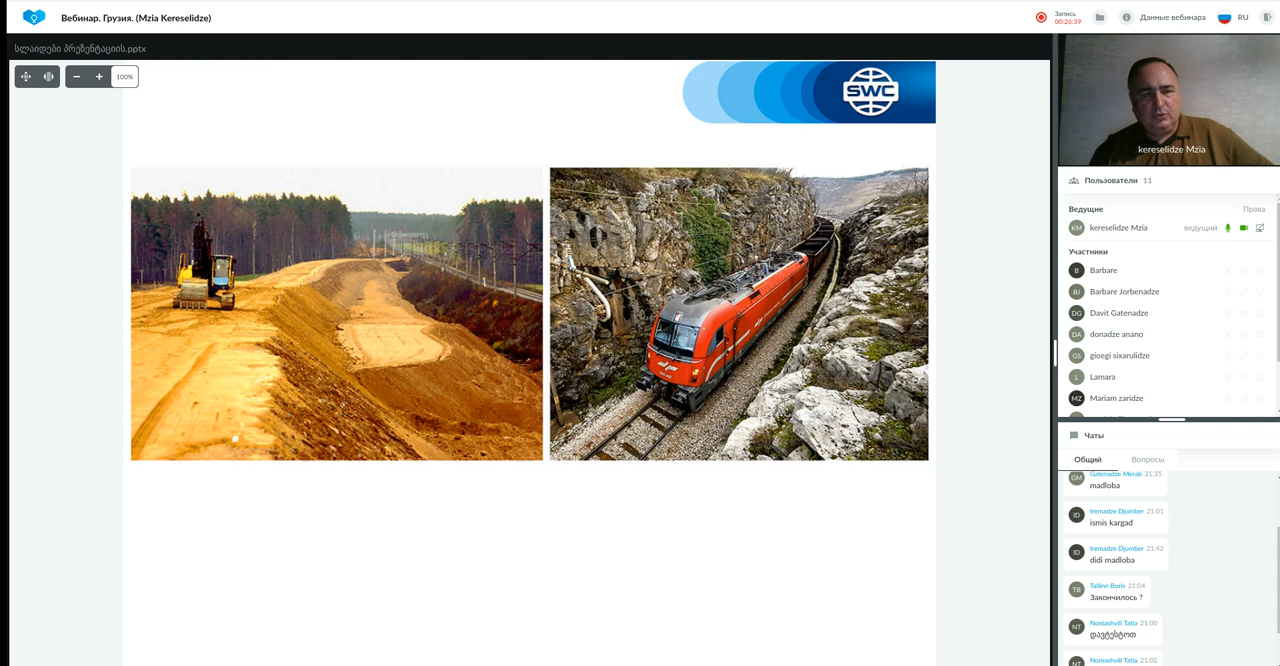 Вебинар. Грузия. (Mzia Kereselidze)
Запись
00:26:39
Данные вебинара
RU
სლაიდები პრეზენტაციის.pptx
100%
SWC
kereselidze Mzia
Пользователи 11
Ведущие
Права
KM kereselidze Mzia ведущий
Участники
B Barbare
BJ Barbare Jorbenadze
DG Davit Gatenadze
DA donadze anano
GS gioegi sixarulidze
L Lamara
MZ Mariam zaridze
Чаты
Общий Вопросы
GM Gatenadze Merab 21:35
madloba
ID Iremadze Djumber 21:01
ismis kargad
ID Iremadze Djumber 21:42
didi madloba
TB Tallinn Boris 21:04
Закончилось ?
NT Noniashvili Tatia 21:00
დავტესტოთ
NT Noniashvili Tatia 21:02